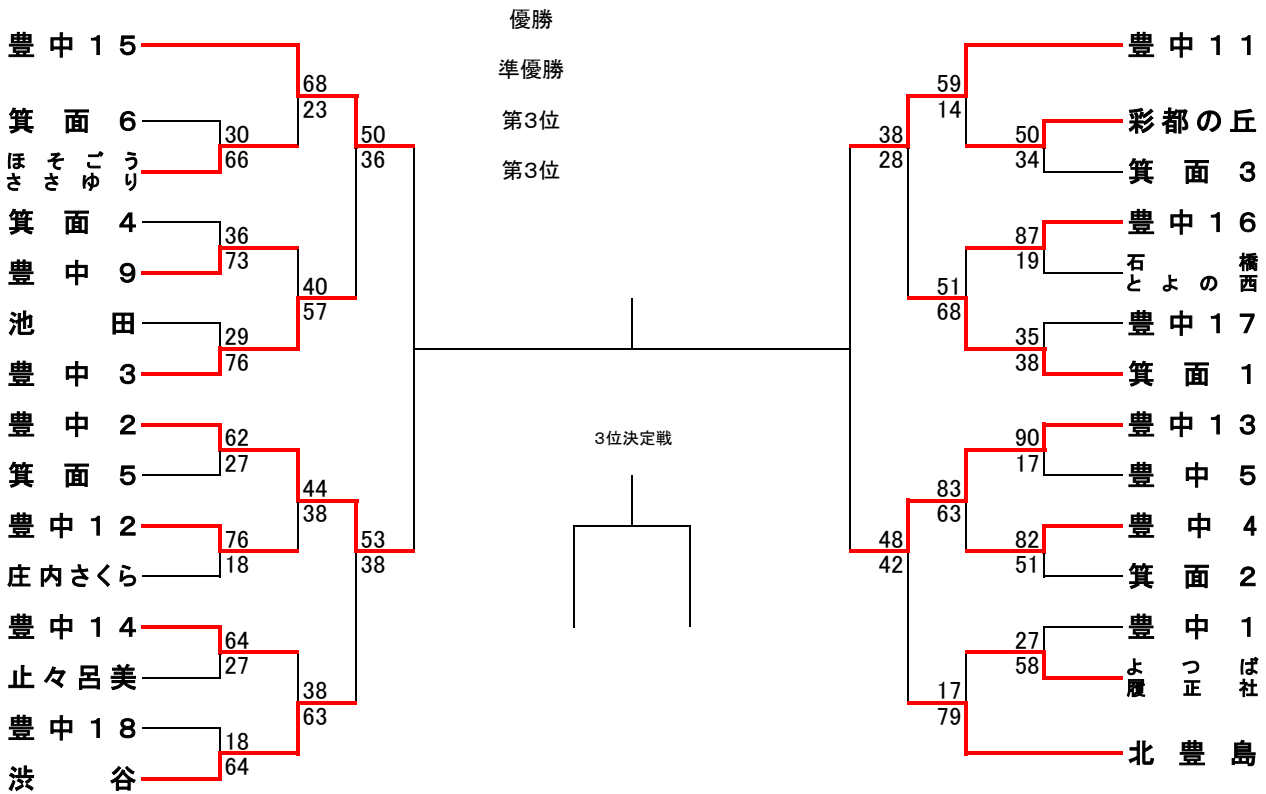 優勝
準優勝
第3位
第3位
豊中15
箕面6
ほそごう
ささゆり
箕面4
豊中9
池田
豊中3
豊中2
箕面5
豊中12
庄内さくら
豊中14
止々呂美
豊中18
渋谷
30
66
36
73
29
76
62
27
76
18
64
27
18
64
68
23
40
57
44
38
38
63
50
36
53
38
3位決定戦
38
28
48
42
59
14
51
68
83
63
17
79
50
34
87
19
35
38
90
17
82
51
27
58
豊中11
彩都の丘
箕面3
豊中16
石橋
とよの西
豊中17
箕面1
豊中13
豊中5
豊中4
箕面2
豊中1
よつば
履正社
北豊島